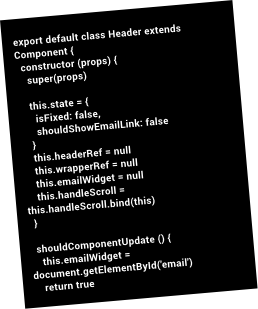 export default class Header extends
Component {
constructor (props) {
super(props)
this.state = {
isFixed: false,
shouldShowEmailLink: false
}
this.headerRef = null
this.wrapperRef = null
this.emailWidget = null
this.handleScroll =
this.handleScroll.bind(this)
}
shouldComponentUpdate () {
this.emailWidget =
document.getElementById('email')
return true